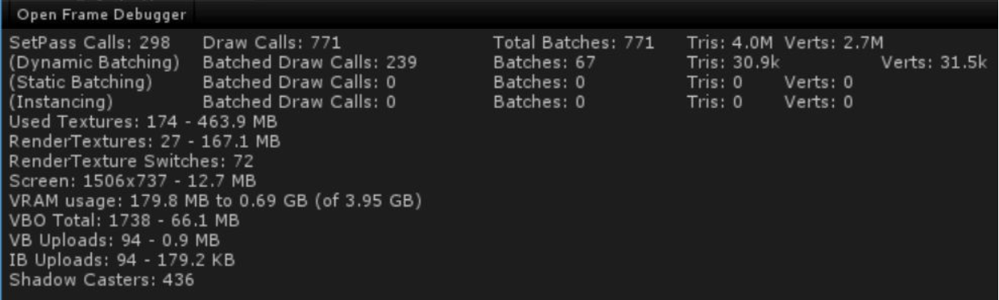 Open Frame Debugger
SetPass Calls: 298 Draw Calls: 771 Total Batches: 771 Tris: 4.0M Verts: 2.7M
(Dynamic Batching) Batched Draw Calls: 239 Batches: 67 Tris: 30.9k Verts: 31.5k
(Static Batching) Batched Draw Calls: 0 Batches: 0 Tris: 0 Verts: 0
(Instancing) Batched Draw Calls: 0 Batches: 0 Tris: 0 Verts: 0
Used Textures: 174 - 463.9 MB
RenderTextures: 27 - 167.1 MB
RenderTexture Switches: 72
Screen: 1506x737 - 12.7 MB
VRAM usage: 179.8 MB to 0.69 GB (of 3.95 GB)
VBO Total: 1738 - 66.1 MB
VB Uploads: 94 - 0.9 MB
IB Uploads: 94 - 179.2 KB
Shadow Casters: 436